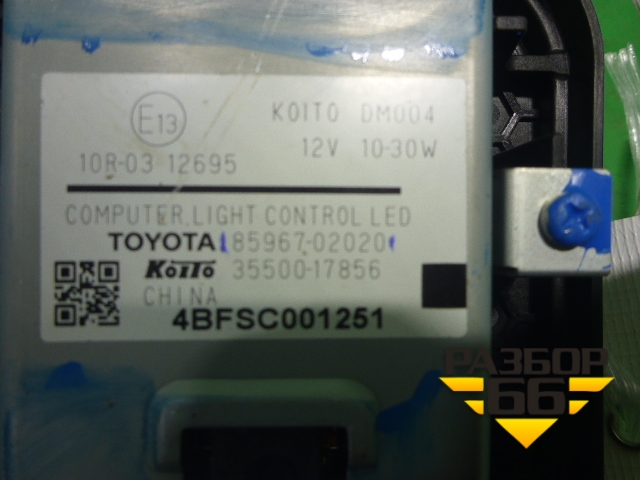 E13
KOITO DM004
12V 10-30W
10R-03 12695
COMPUTER.LIGHT CONTROL LED
TOYOTA 85967-02020
KOITO 35500-17856
CHINA
4BFSC001251
РАЗБОР
66